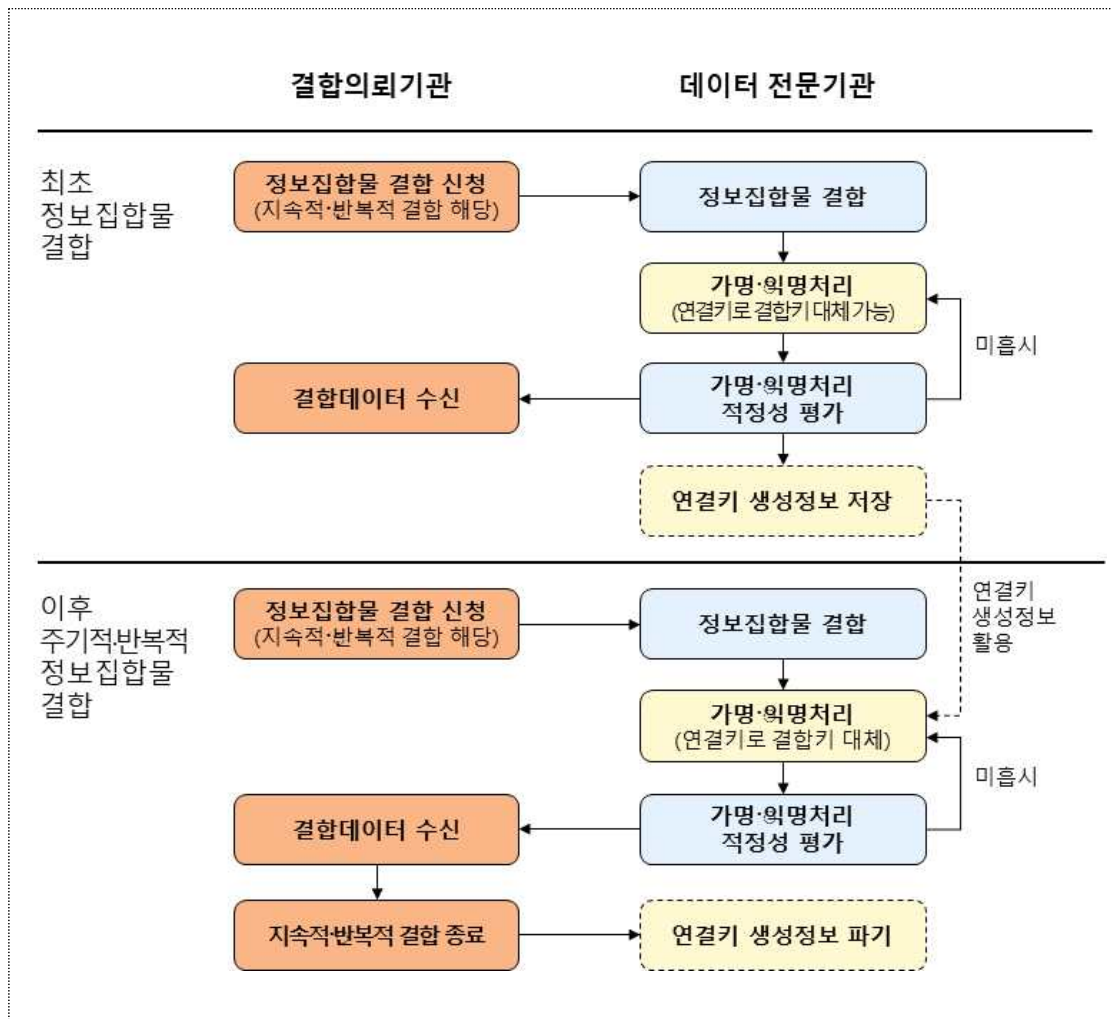 결합의뢰기관
데이터 전문기관
최초
정보집합물
결합
정보집합물 결합 신청
(지속적·반복적 결합 해당)
정보집합물 결합
가명·익명처리
(연결키로 결합키 대체 가능)
미흡시
결합데이터 수신
가명·익명처리
적정성 평가
연결키 생성정보 저장
이후
주기적·반복적
정보집합물
결합
정보집합물 결합 신청
(지속적·반복적 결합 해당)
정보집합물 결합
연결키
생성정보
활용
가명·익명처리
(연결키로 결합키 대체)
미흡시
결합데이터 수신
가명·익명처리
적정성 평가
지속적·반복적 결합 종료
연결키 생성정보 파기